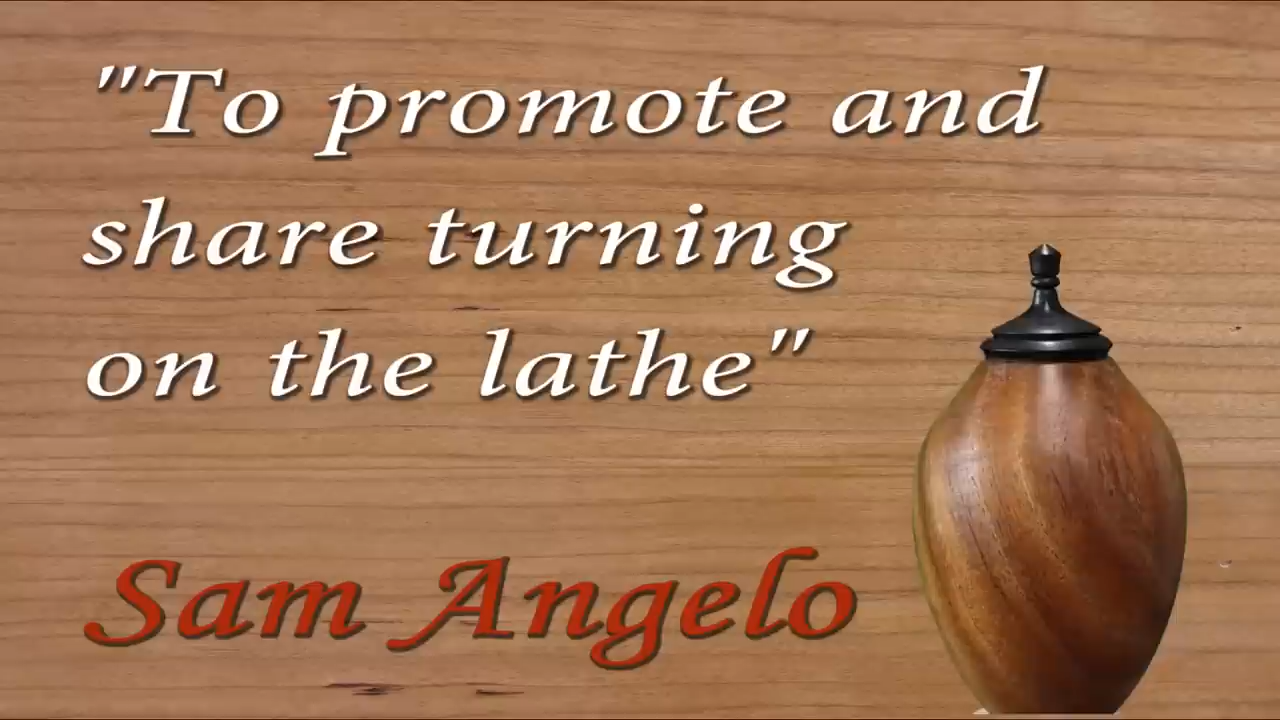 "To promote and
share turning
on the lathe"
Sam Angelo